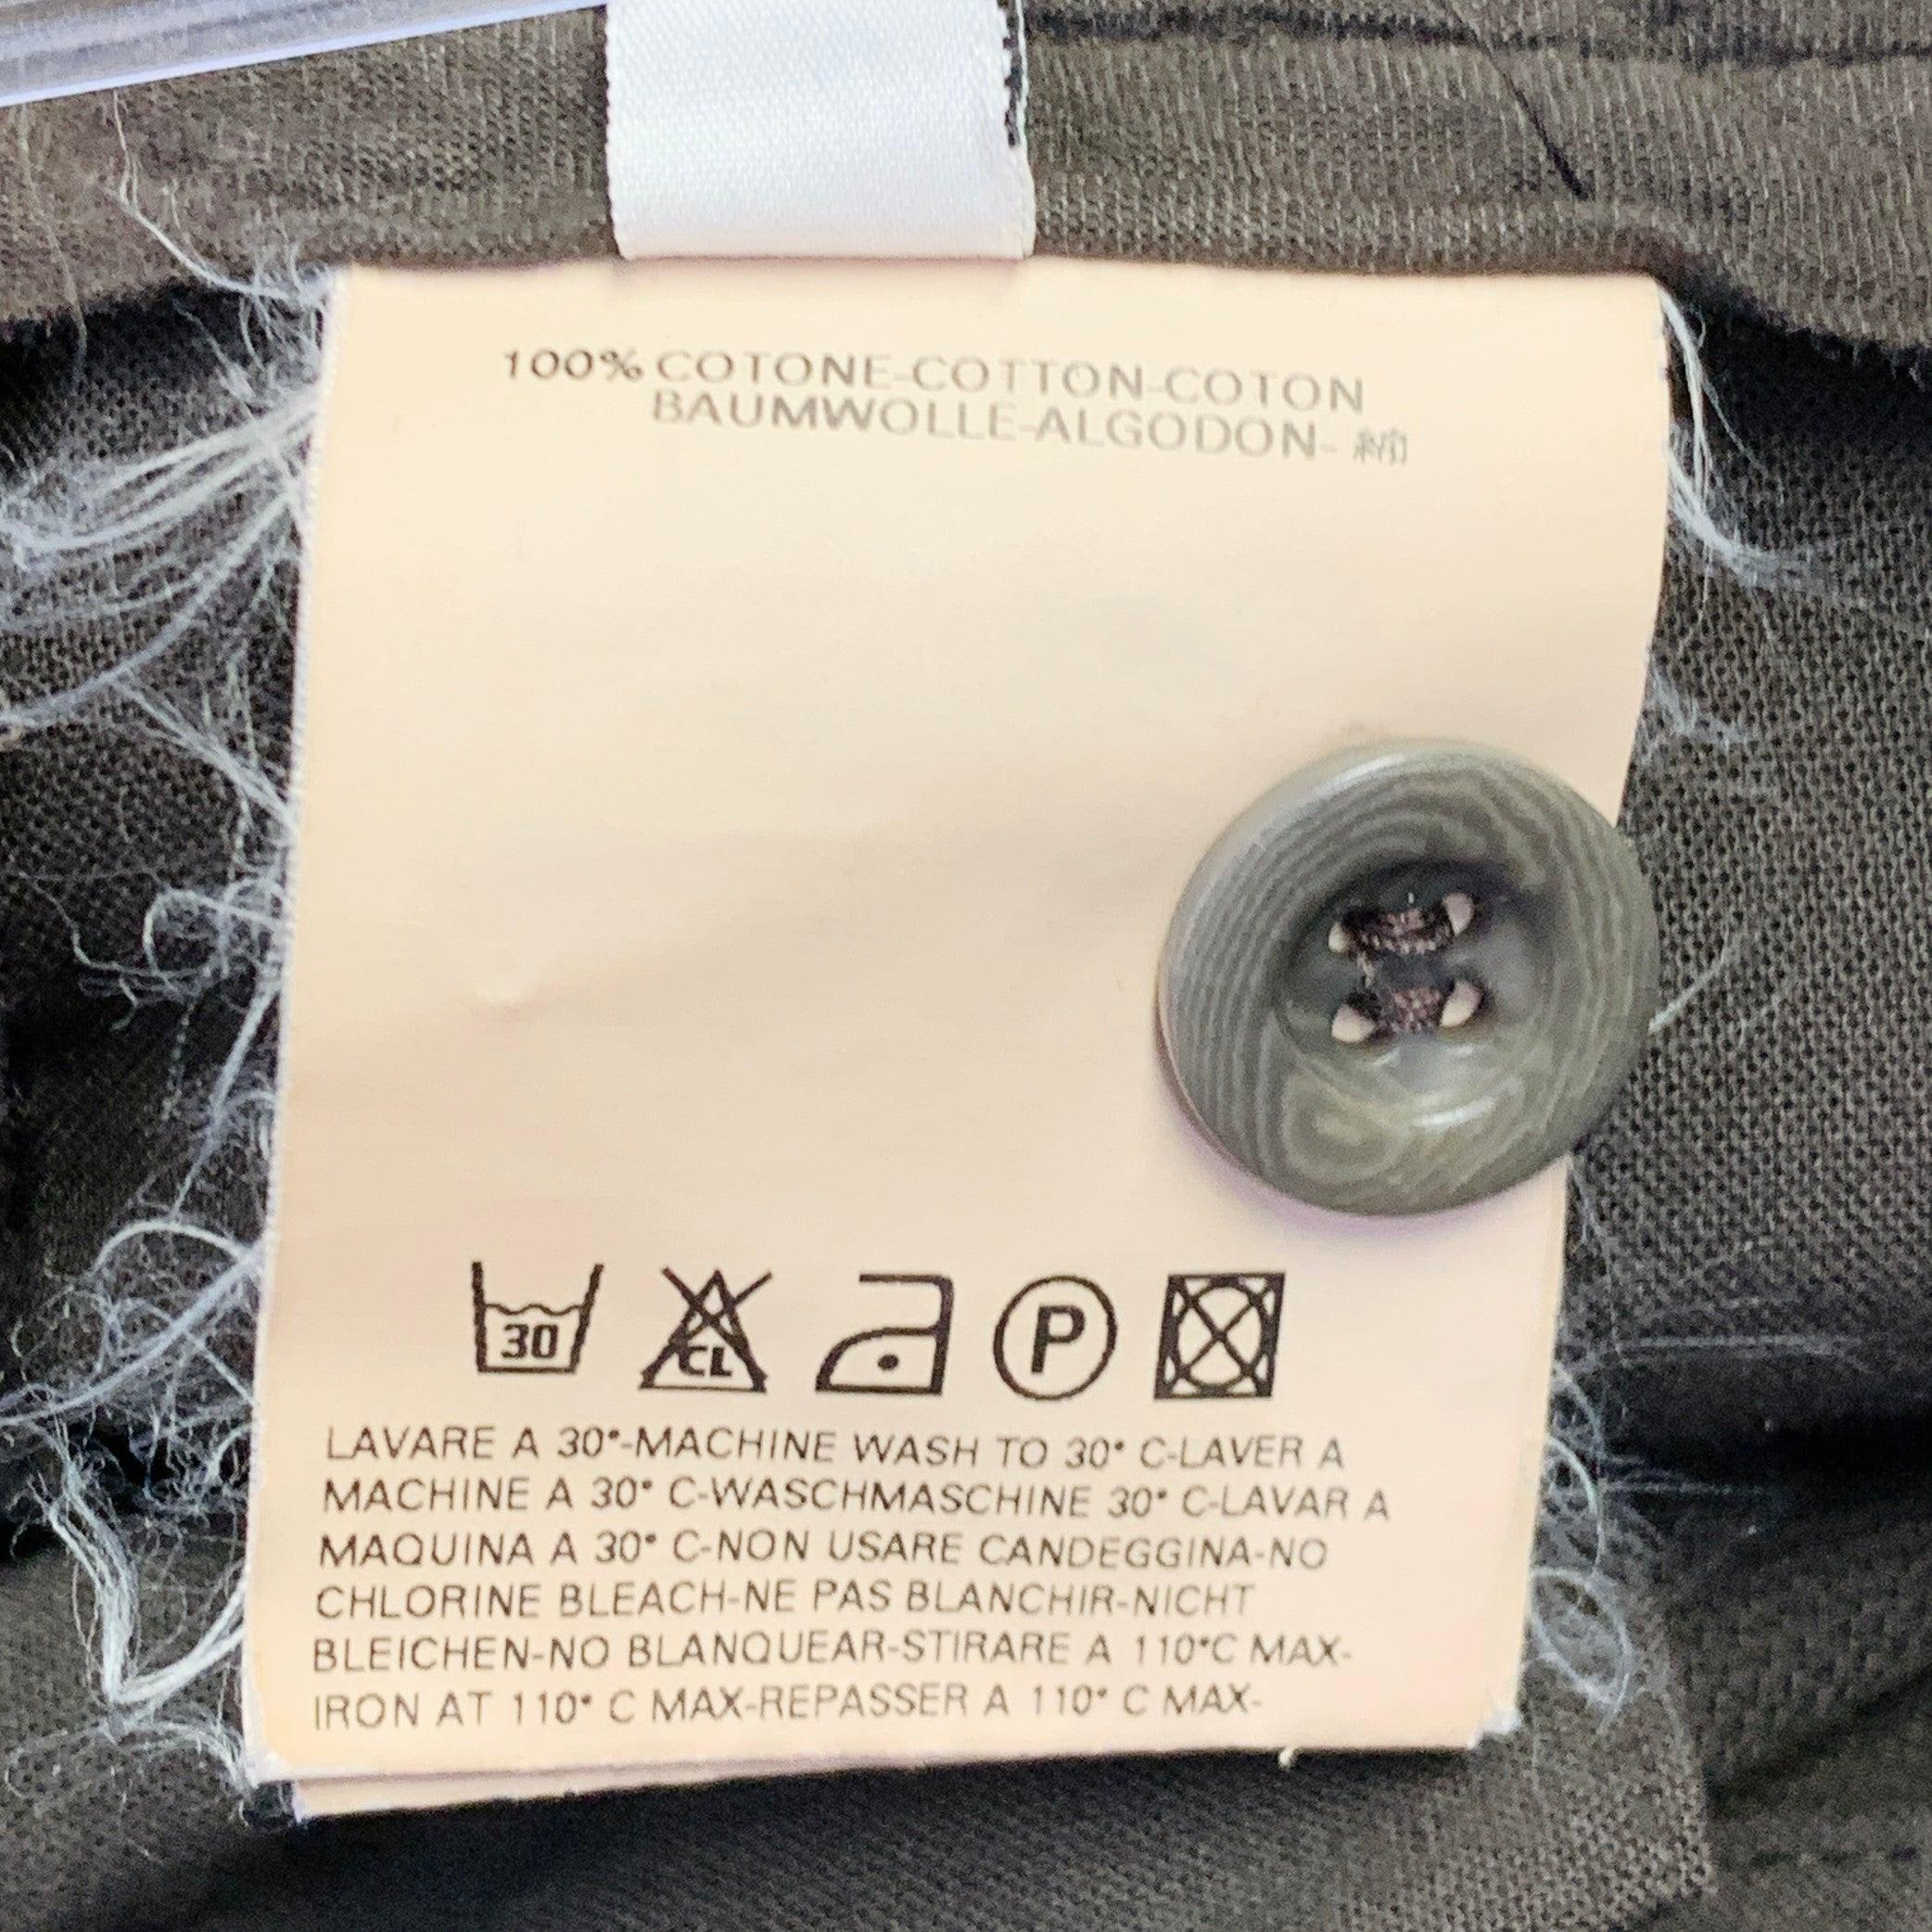 100% COTONE-COTTON-COTON
BAUMWOLLE-ALGODON- 綿
30 CL P
LAVARE A 30°-MACHINE WASH TO 30° C-LAVER A
MACHINE A 30° C-WASCHMASCHINE 30° C-LAVAR A
MAQUINA A 30° C-NON USARE CANDEGGINA-NO
CHLORINE BLEACH-NE PAS BLANCHIR-NICHT
BLEICHEN-NO BLANQUEAR-STIRARE A 110°C MAX-
IRON AT 110° C MAX-REPASSER A 110° C MAX-